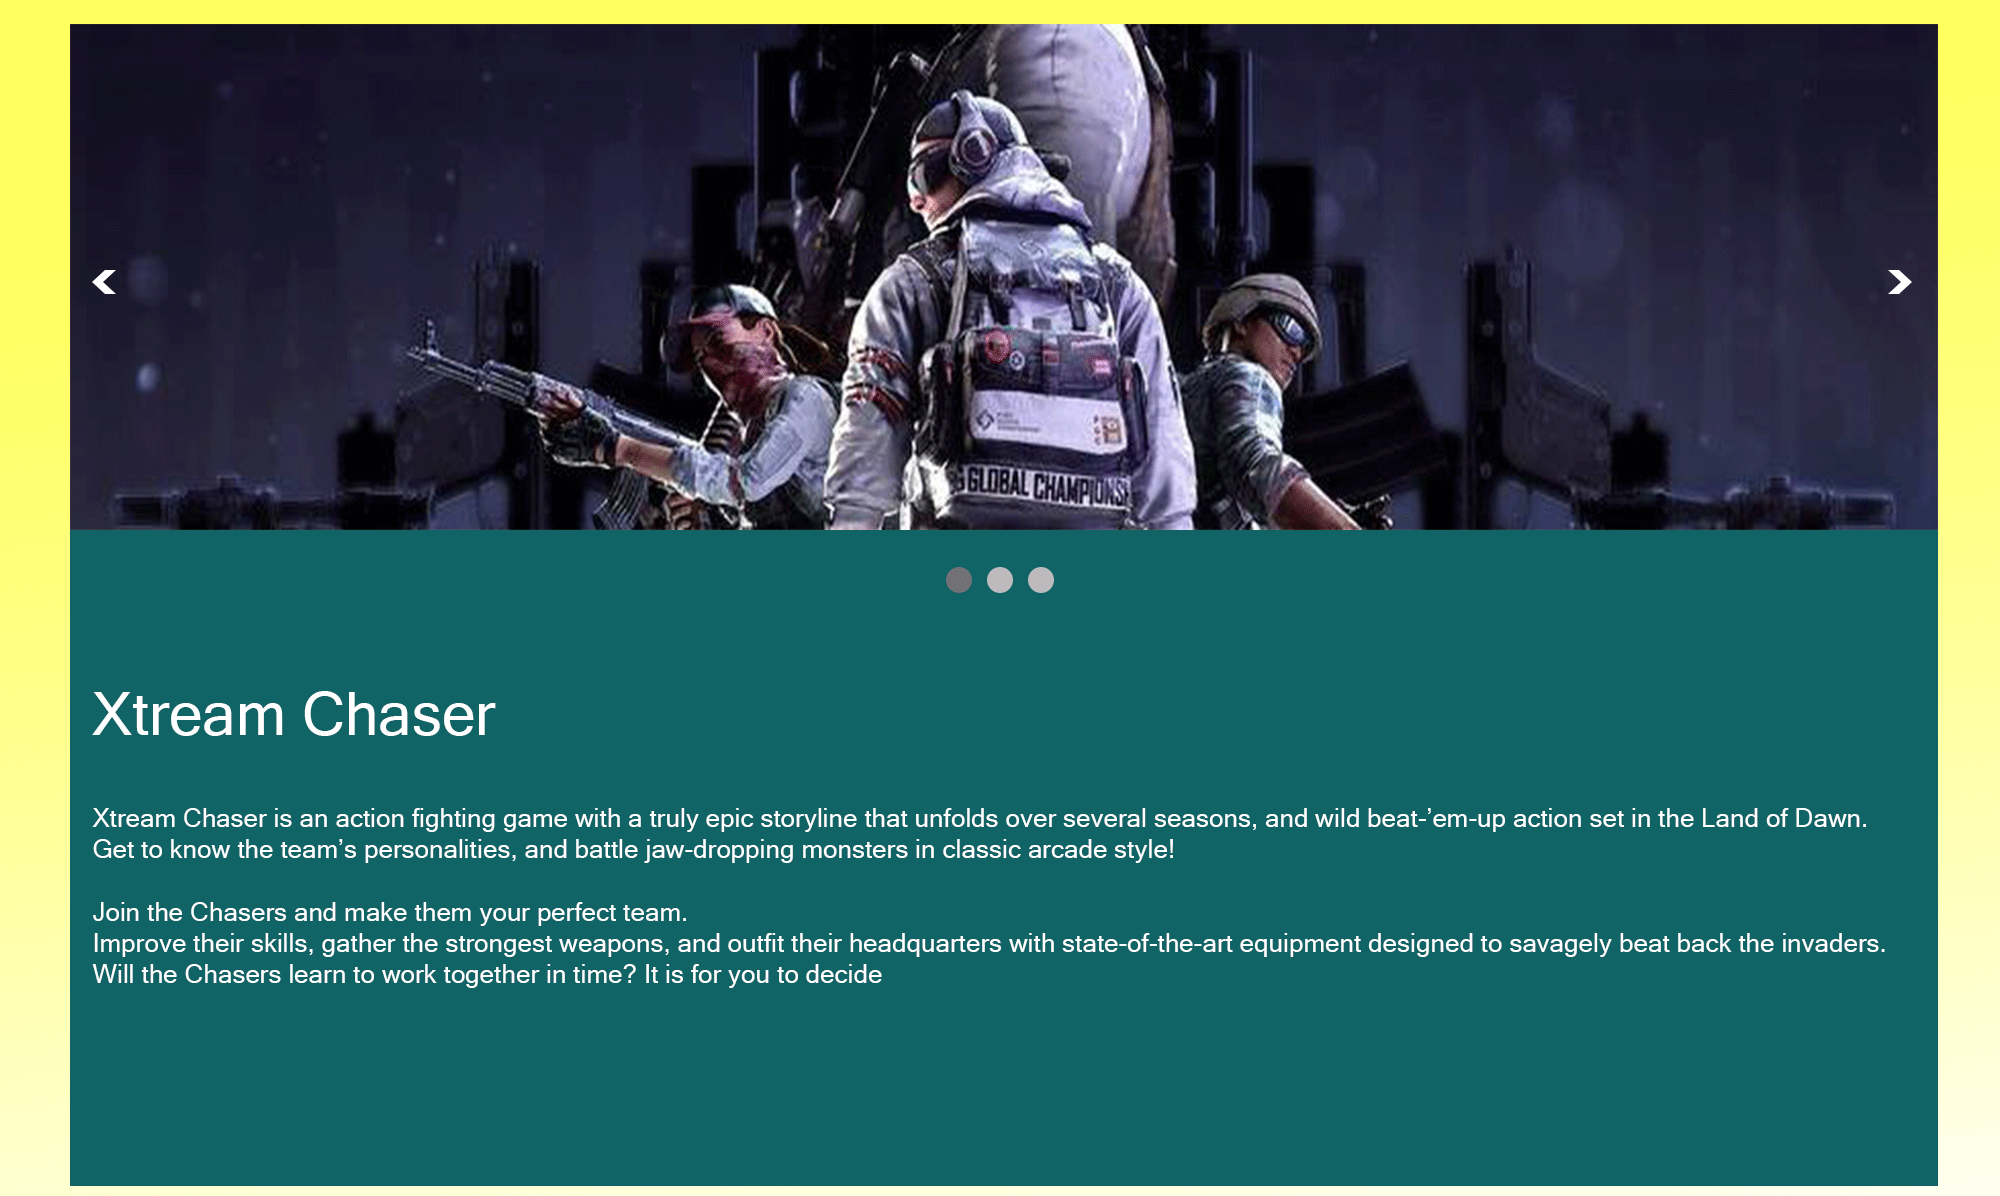 GLOBAL CHAMPIONSH
Xtream Chaser
Xtream Chaser is an action fighting game with a truly epic storyline that unfolds over several seasons, and wild beat-’em-up action set in the Land of Dawn.
Get to know the team’s personalities, and battle jaw-dropping monsters in classic arcade style!
Join the Chasers and make them your perfect team.
Improve their skills, gather the strongest weapons, and outfit their headquarters with state-of-the-art equipment designed to savagely beat back the invaders.
Will the Chasers learn to work together in time? It is for you to decide